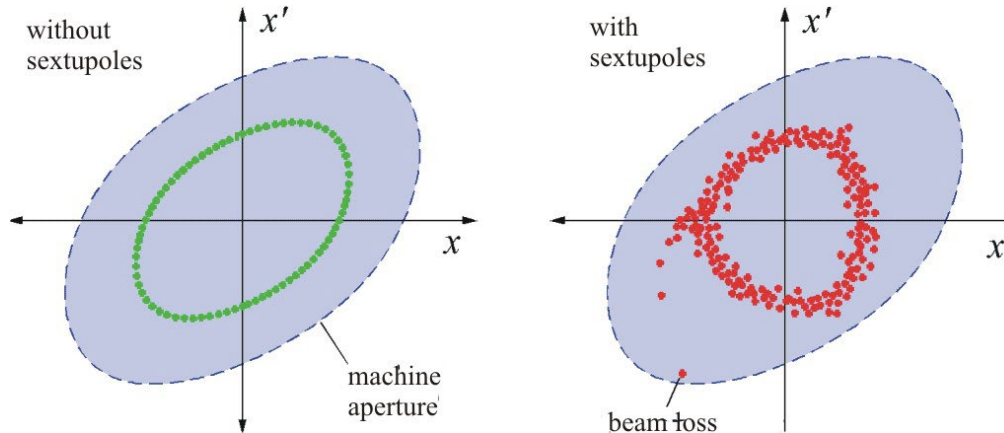 without
sextupoles
x′
x
machine
aperture
with
sextupoles
x′
x
beam loss